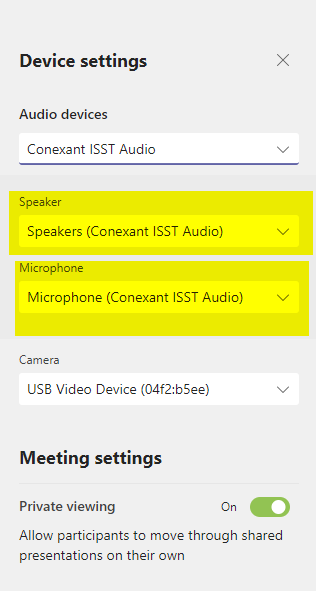 Device settings
Audio devices
Conexant ISST Audio
Speaker
Speakers (Conexant ISST Audio)
Microphone
Microphone (Conexant ISST Audio)
Camera
USB Video Device (04f2:b5ee)
Meeting settings
Private viewing On
Allow participants to move through shared
presentations on their own